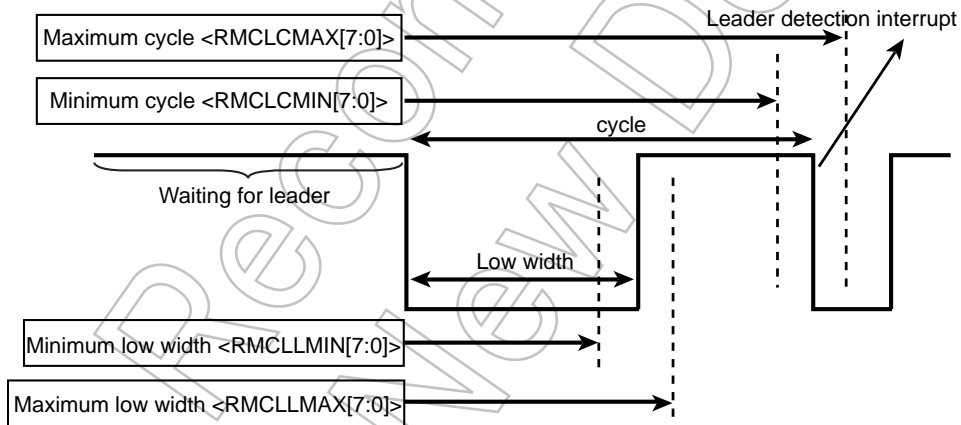 Leader detection interrupt
Maximum cycle <RMCLCMAX[7:0]>
Minimum cycle <RMCLCMIN[7:0]>
cycle
Waiting for leader
Low width
Minimum low width <RMCLLMIN[7:0]>
Maximum low width <RMCLLMAX[7:0]>